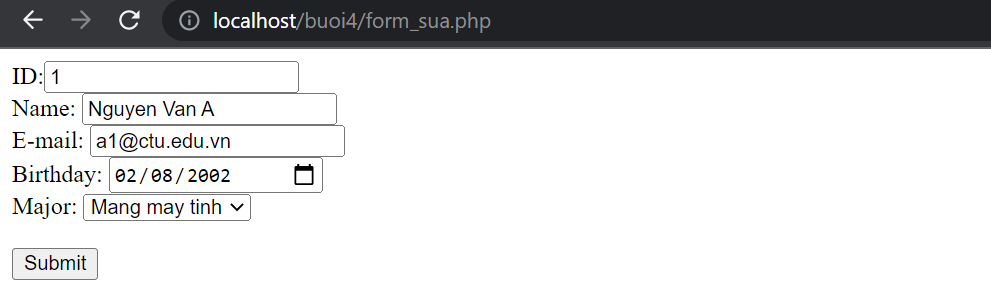 localhost/buoi4/form_sua.php
ID: 1
Name: Nguyen Van A
E-mail: a1@ctu.edu.vn
Birthday: 02/08/2002
Major: Mang may tinh
Submit